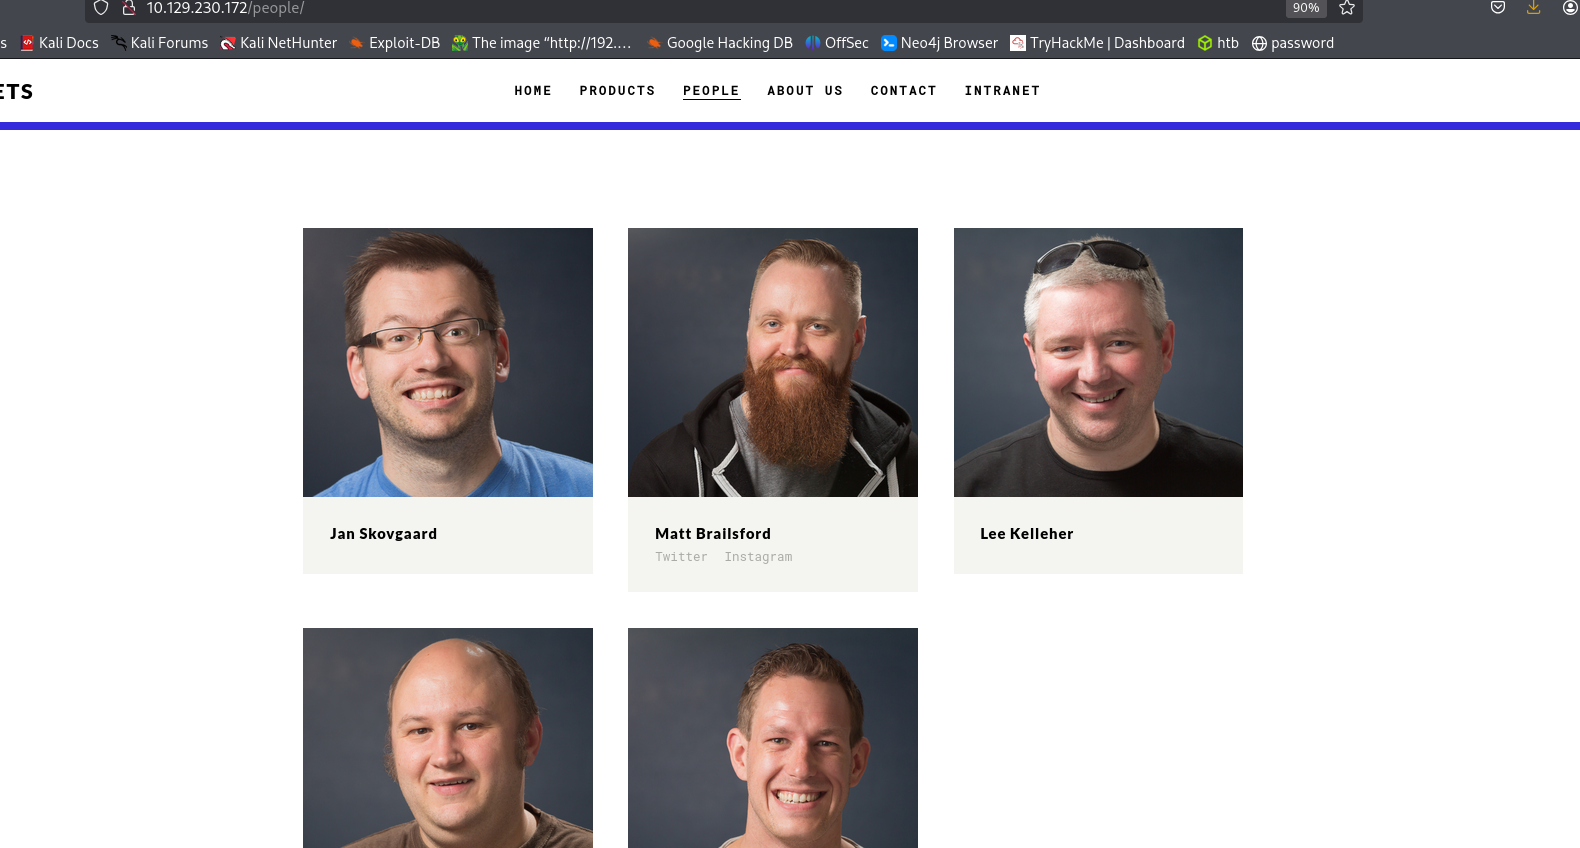 10.129.230.172/people/
90%
s Kali Docs Kali Forums Kali NetHunter Exploit-DB The image “http://192.… Google Hacking DB OffSec Neo4j Browser TryHackMe | Dashboard htb password
ETS HOME PRODUCTS PEOPLE ABOUT US CONTACT INTRANET
Jan Skovgaard
Matt Brailsford
Twitter Instagram
Lee Kelleher